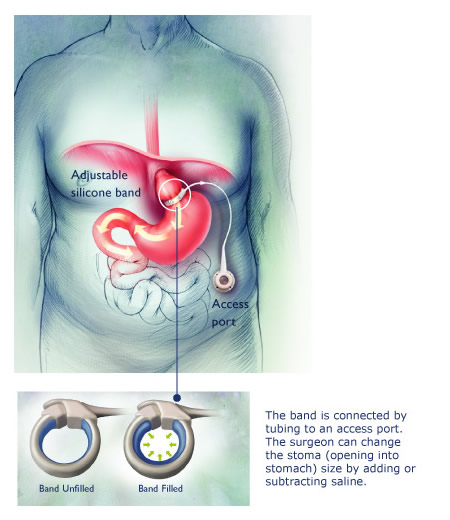 Adjustable
silicone band
Access
port
Band Unfilled
Band Filled
The band is connected by
tubing to an access port.
The surgeon can change
the stoma (opening into
stomach) size by adding or
subtracting saline.